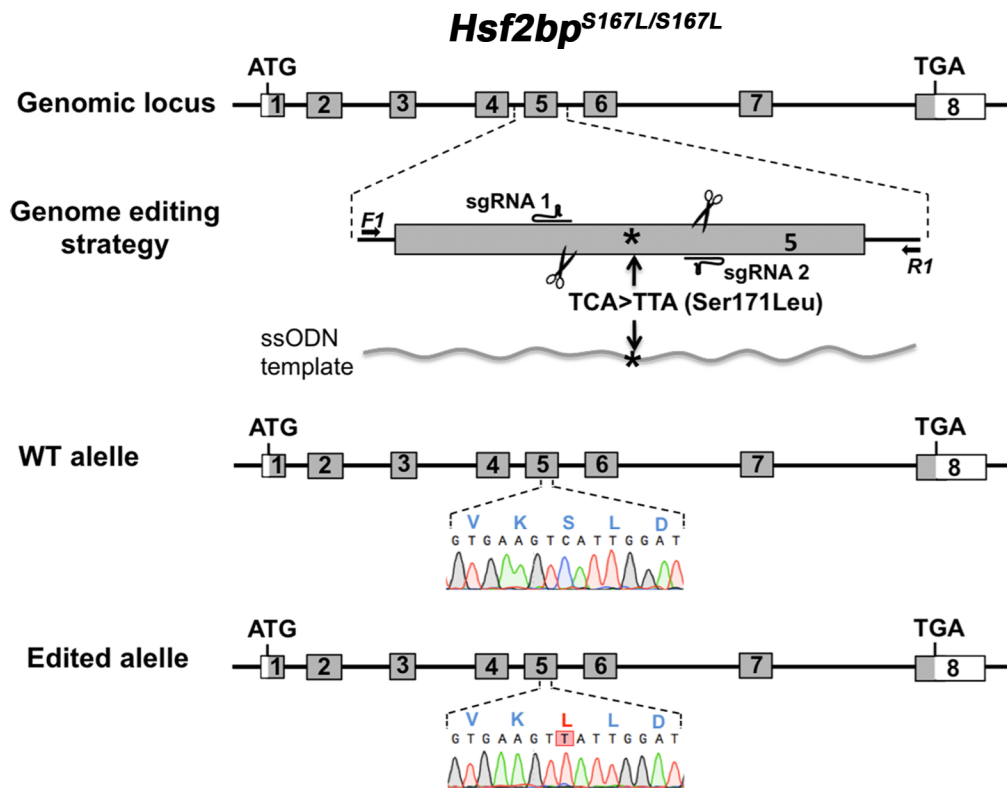 Hsf2bp^S167L/S167L
ATG TGA
Genomic locus 1 2 3 4 5 6 7 8
Genome editing
strategy
F1 sgRNA 1
* 5
sgRNA 2 R1
TCA>TTA (Ser171Leu)
ssODN
template
*
ATG TGA
WT alelle 1 2 3 4 5 6 7 8
V K S L D
G T G A A G T C A T T G G A T
ATG TGA
Edited alelle 1 2 3 4 5 6 7 8
V K L L D
G T G A A G T T A T T G G A T